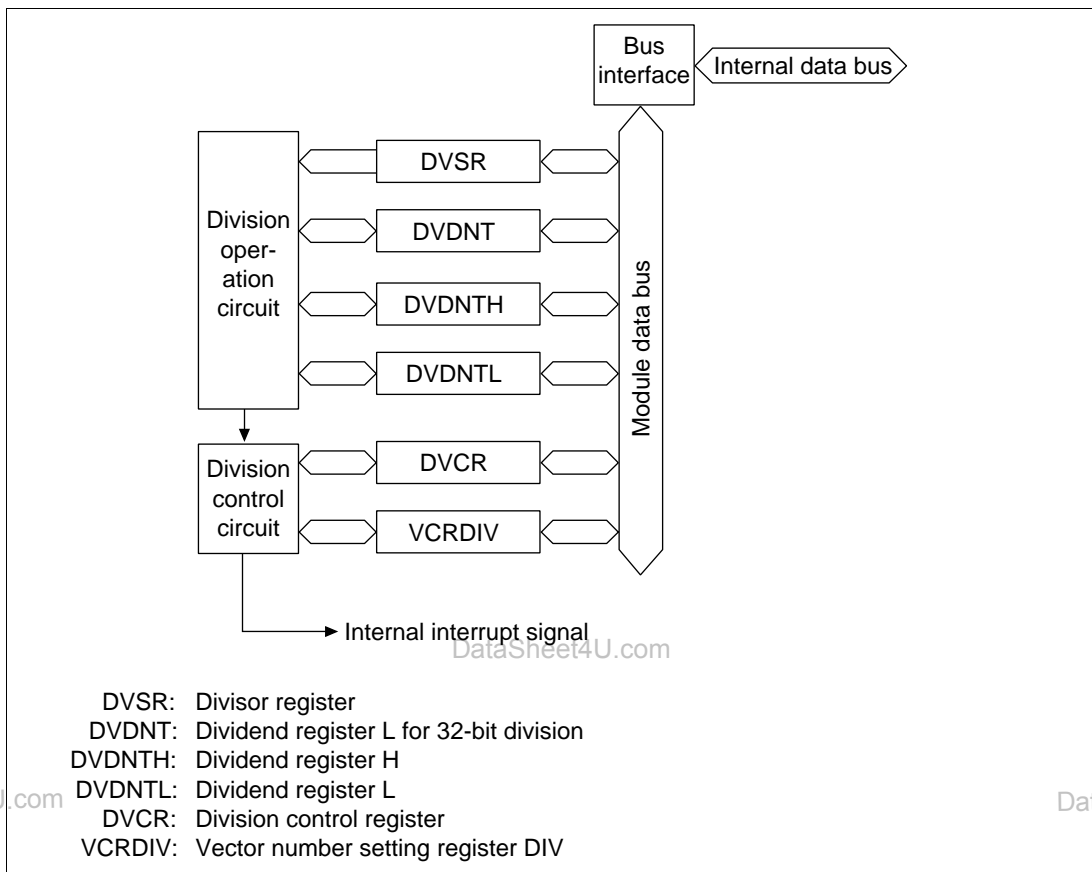 Bus
interface
Internal data bus
DVSR
Division
oper-
ation
circuit
DVDNT
DVDNTH
DVDNTL
Module data bus
Division
control
circuit
DVCR
VCRDIV
Internal interrupt signal
DataSheet4U.com
DVSR: Divisor register
DVDNT: Dividend register L for 32-bit division
DVDNTH: Dividend register H
DVDNTL: Dividend register L
J.com
Dat
DVCR: Division control register
VCRDIV: Vector number setting register DIV